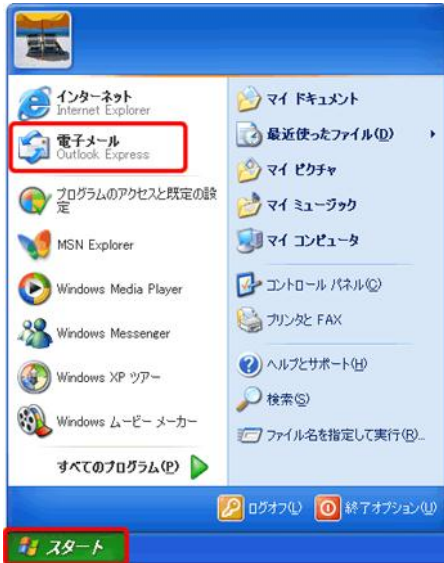 インターネット
Internet Explorer
電子メール
Outlook Express
プログラムのアクセスと既定の設
定
MSN Explorer
Windows Media Player
Windows Messenger
Windows XP ツアー
Windows ムービー メーカー
すべてのプログラム(P)
マイ ドキュメント
最近使ったファイル(D)
マイ ピクチャ
マイ ミュージック
マイ コンピュータ
コントロール パネル(C)
プリンタと FAX
ヘルプとサポート(H)
検索(S)
ファイル名を指定して実行(R)...
ログオフ(L)
終了オプション(U)
スタート